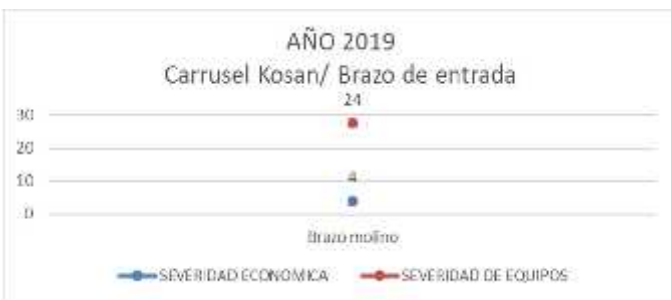 AÑO 2019
Carrusel Kosan/ Brazo de entrada
24
30
20
4
10
0
Brazo molino
SEVERIDAD ECONOMICA SEVERIDAD DE EQUIPOS